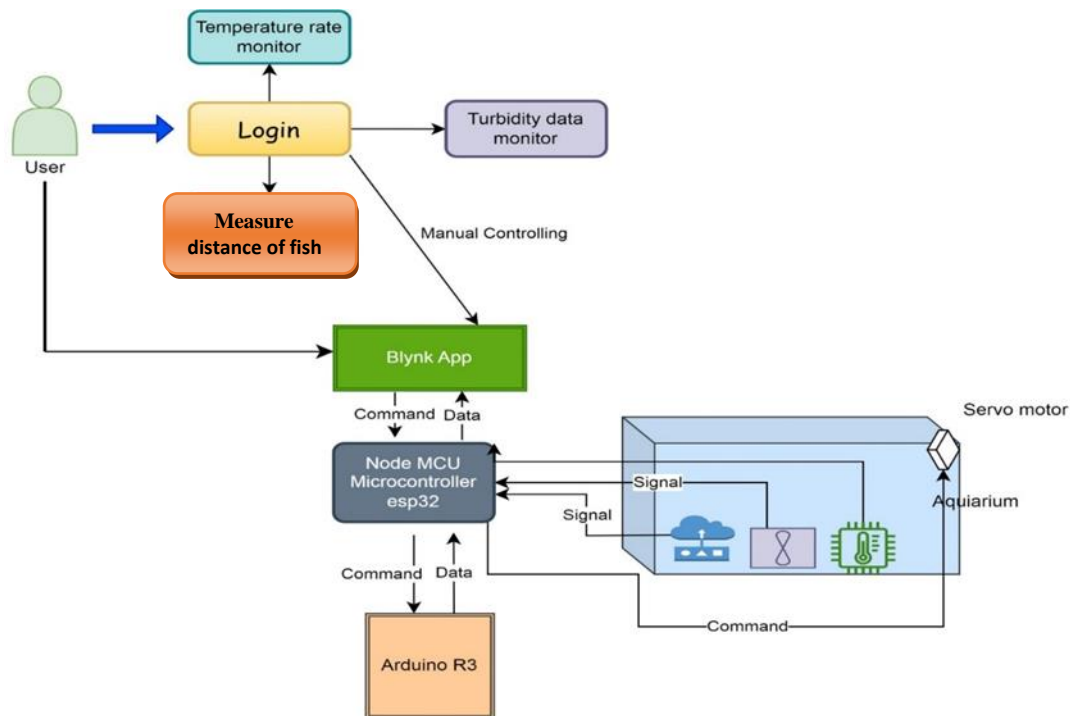 Temperature rate
monitor
Login
Turbidity data
monitor
User
Measure
distance of fish
Manual Controlling
Blynk App
Command
Data
Servo motor
Node MCU
Microcontroller
esp32
Signal
Signal
Aquiarium
Command
Data
Command
Arduino R3